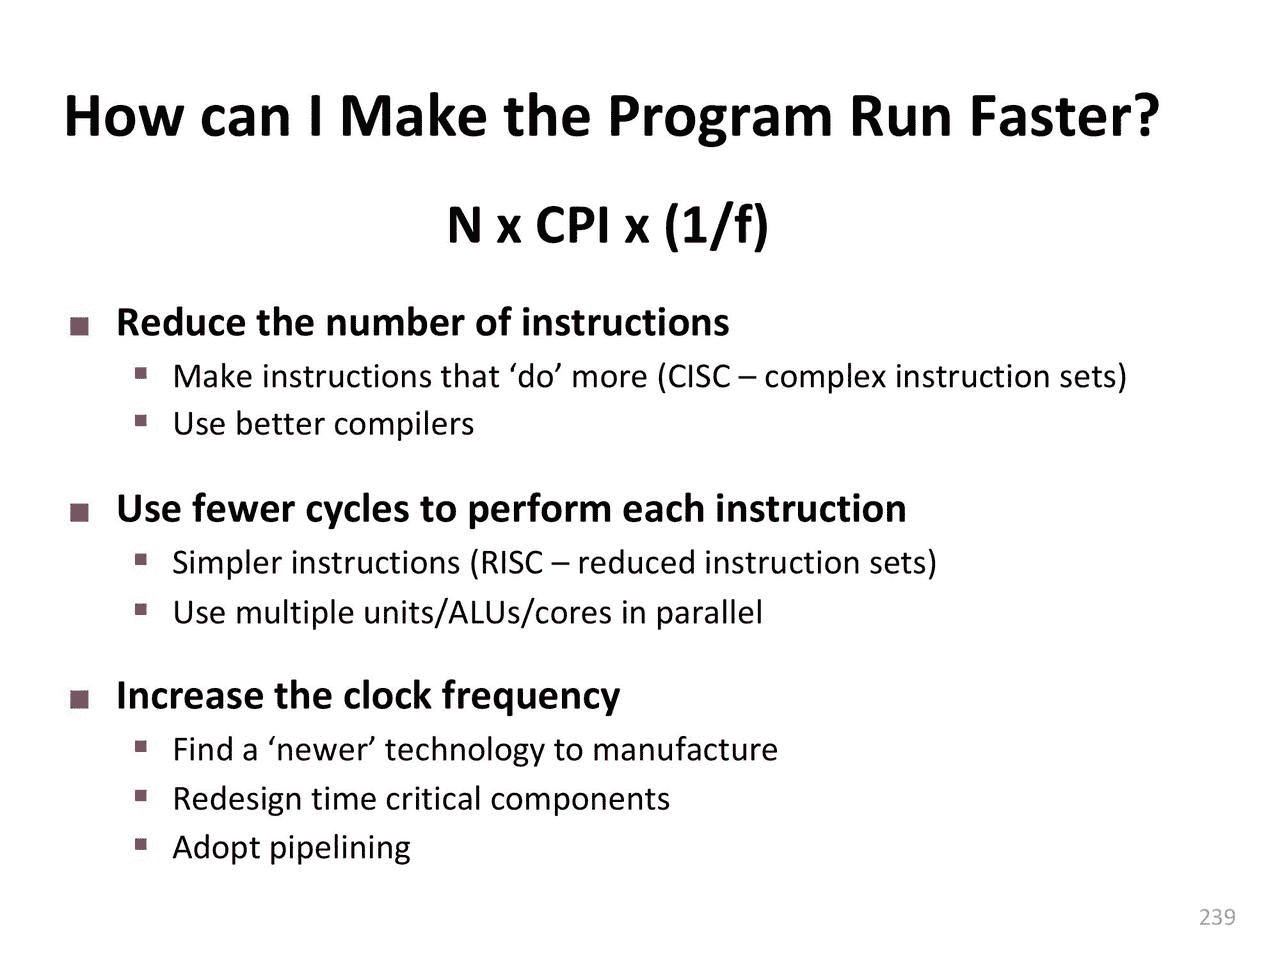 How can I Make the Program Run Faster?
N x CPI x (1/f)
■ Reduce the number of instructions
▪ Make instructions that ‘do’ more (CISC – complex instruction sets)
▪ Use better compilers
■ Use fewer cycles to perform each instruction
▪ Simpler instructions (RISC – reduced instruction sets)
▪ Use multiple units/ALUs/cores in parallel
■ Increase the clock frequency
▪ Find a ‘newer’ technology to manufacture
▪ Redesign time critical components
▪ Adopt pipelining
239